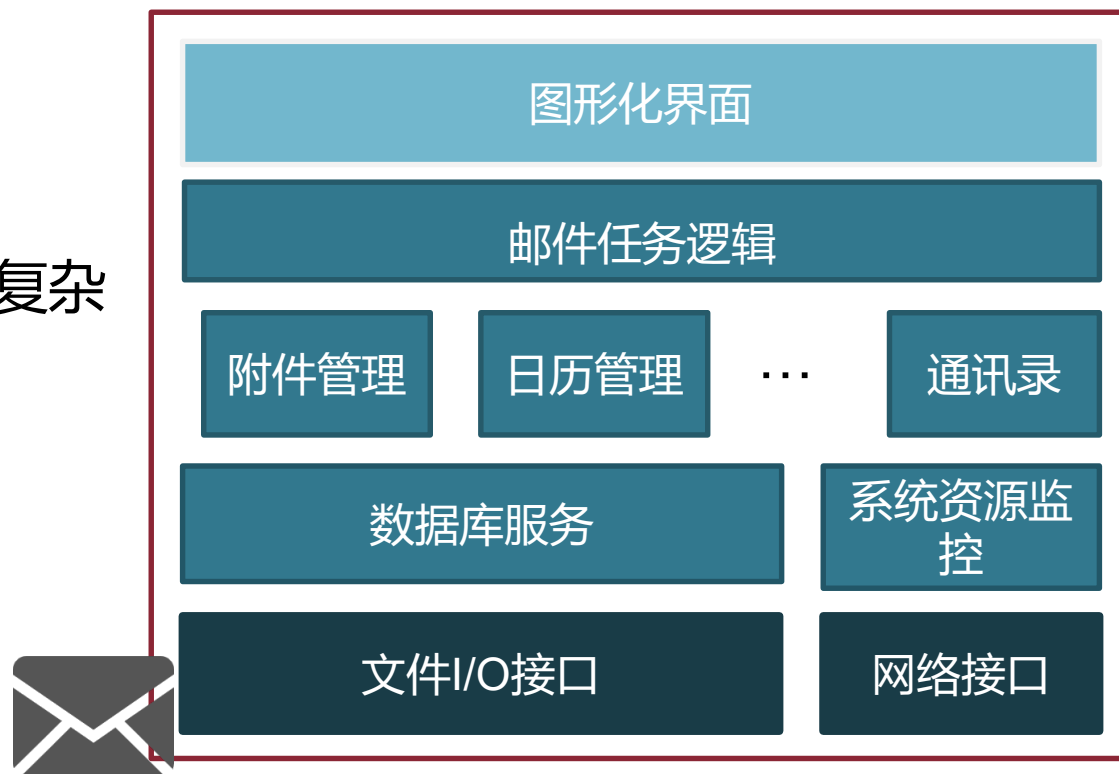 图形化界面
邮件任务逻辑
复杂
附件管理 日历管理 … 通讯录
数据库服务
系统资源监
控
文件I/O接口
网络接口